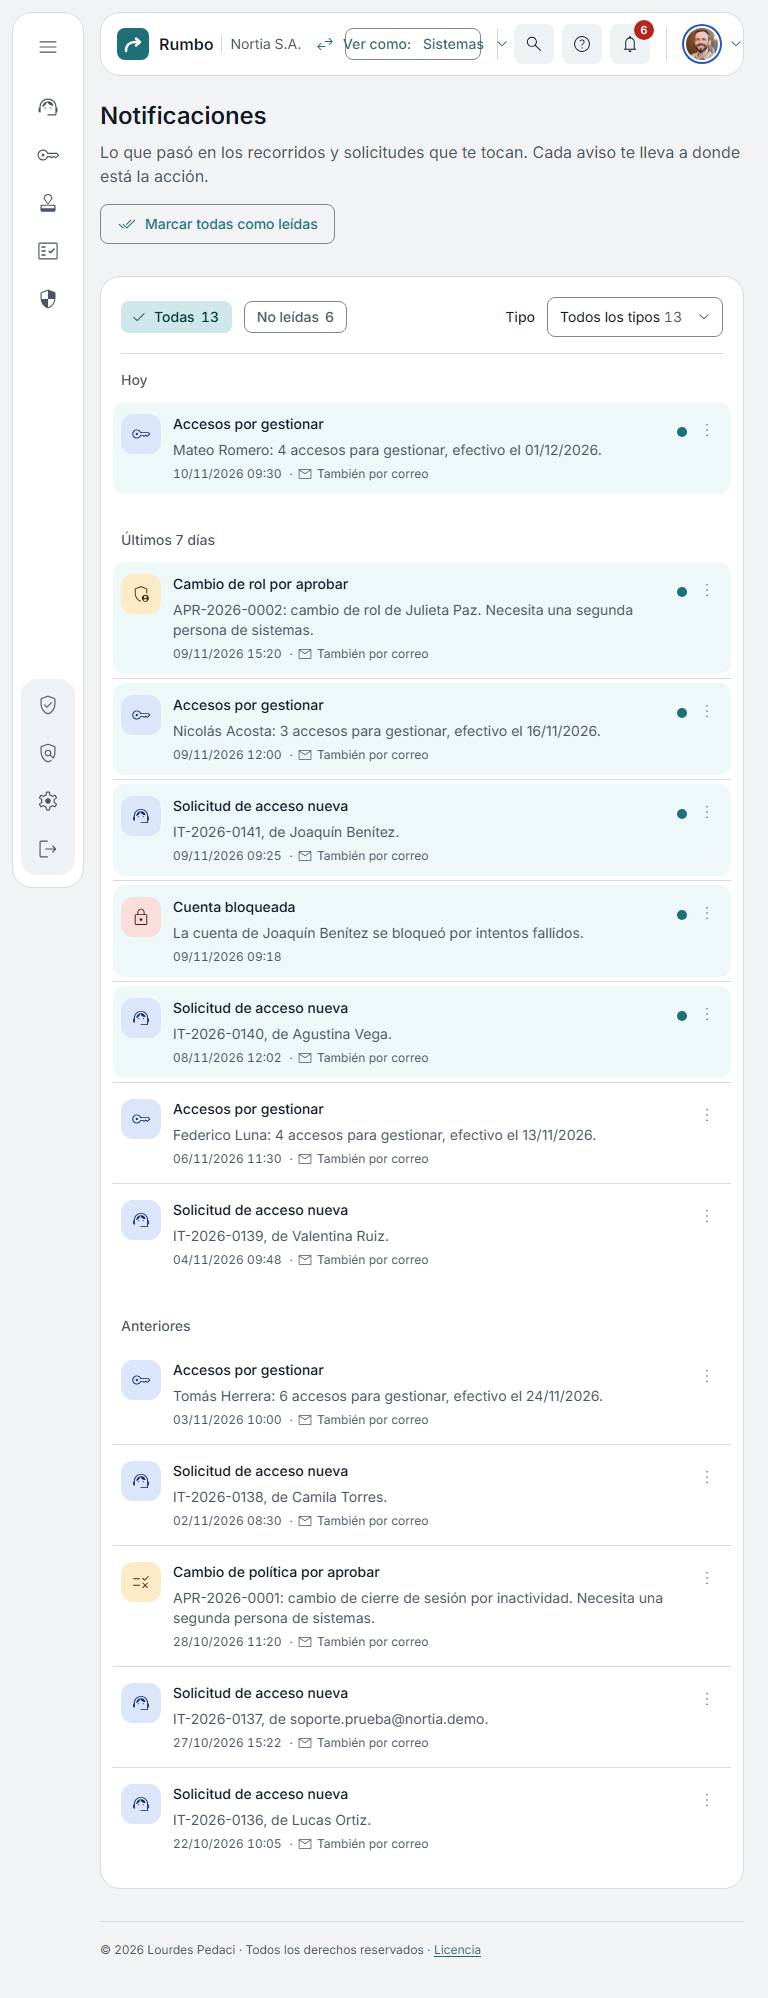 Rumbo
Nortia S.A.
Ver como: Sistemas
6
Notificaciones
Lo que pasó en los recorridos y solicitudes que te tocan. Cada aviso te lleva a donde
está la acción.
Marcar todas como leídas
Todas 13
No leídas 6
Tipo
Todos los tipos 13
Hoy
Accesos por gestionar
Mateo Romero: 4 accesos para gestionar, efectivo el 01/12/2026.
10/11/2026 09:30 · También por correo
Últimos 7 días
Cambio de rol por aprobar
APR-2026-0002: cambio de rol de Julieta Paz. Necesita una segunda
persona de sistemas.
09/11/2026 15:20 · También por correo
Accesos por gestionar
Nicolás Acosta: 3 accesos para gestionar, efectivo el 16/11/2026.
09/11/2026 12:00 · También por correo
Solicitud de acceso nueva
IT-2026-0141, de Joaquín Benítez.
09/11/2026 09:25 · También por correo
Cuenta bloqueada
La cuenta de Joaquín Benítez se bloqueó por intentos fallidos.
09/11/2026 09:18
Solicitud de acceso nueva
IT-2026-0140, de Agustina Vega.
08/11/2026 12:02 · También por correo
Accesos por gestionar
Federico Luna: 4 accesos para gestionar, efectivo el 13/11/2026.
06/11/2026 11:30 · También por correo
Solicitud de acceso nueva
IT-2026-0139, de Valentina Ruiz.
04/11/2026 09:48 · También por correo
Anteriores
Accesos por gestionar
Tomás Herrera: 6 accesos para gestionar, efectivo el 24/11/2026.
03/11/2026 10:00 · También por correo
Solicitud de acceso nueva
IT-2026-0138, de Camila Torres.
02/11/2026 08:30 · También por correo
Cambio de política por aprobar
APR-2026-0001: cambio de cierre de sesión por inactividad. Necesita una
segunda persona de sistemas.
28/10/2026 11:20 · También por correo
Solicitud de acceso nueva
IT-2026-0137, de soporte.prueba@nortia.demo.
27/10/2026 15:22 · También por correo
Solicitud de acceso nueva
IT-2026-0136, de Lucas Ortiz.
22/10/2026 10:05 · También por correo
© 2026 Lourdes Pedaci · Todos los derechos reservados · Licencia